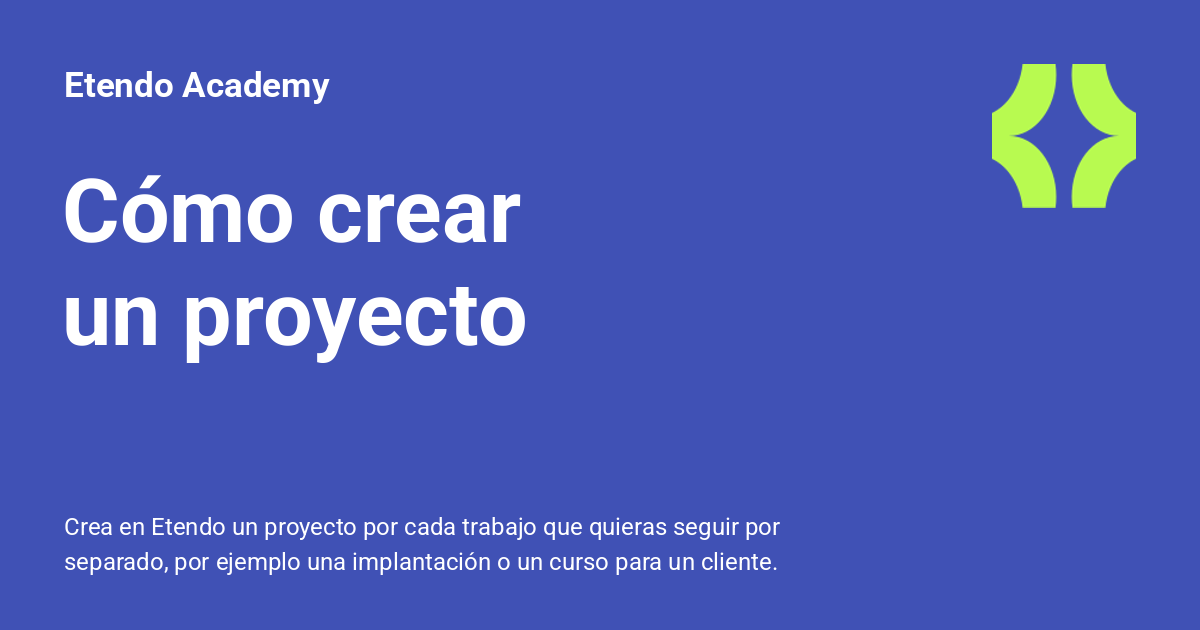 Etendo Academy
Cómo crear
un proyecto
Crea en Etendo un proyecto por cada trabajo que quieras seguir por
separado, por ejemplo una implantación o un curso para un cliente.